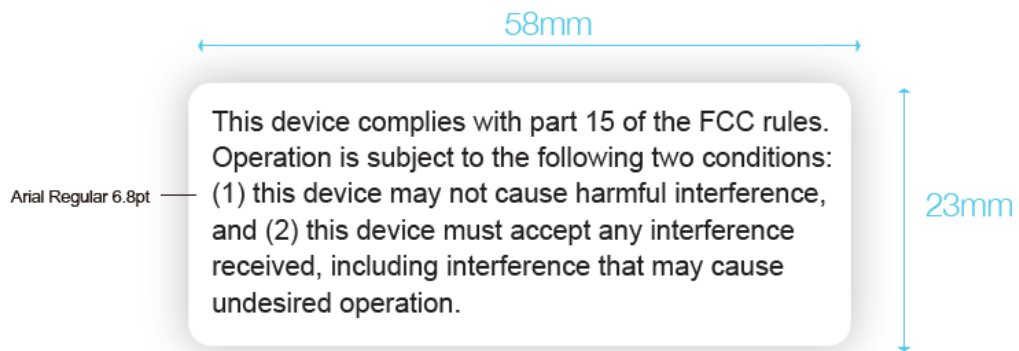 58mm
This device complies with part 15 of the FCC rules.
Operation is subject to the following two conditions:
Arial Regular 6.8pt
(1) this device may not cause harmful interference,
23mm
and (2) this device must accept any interference
received, including interference that may cause
undesired operation.